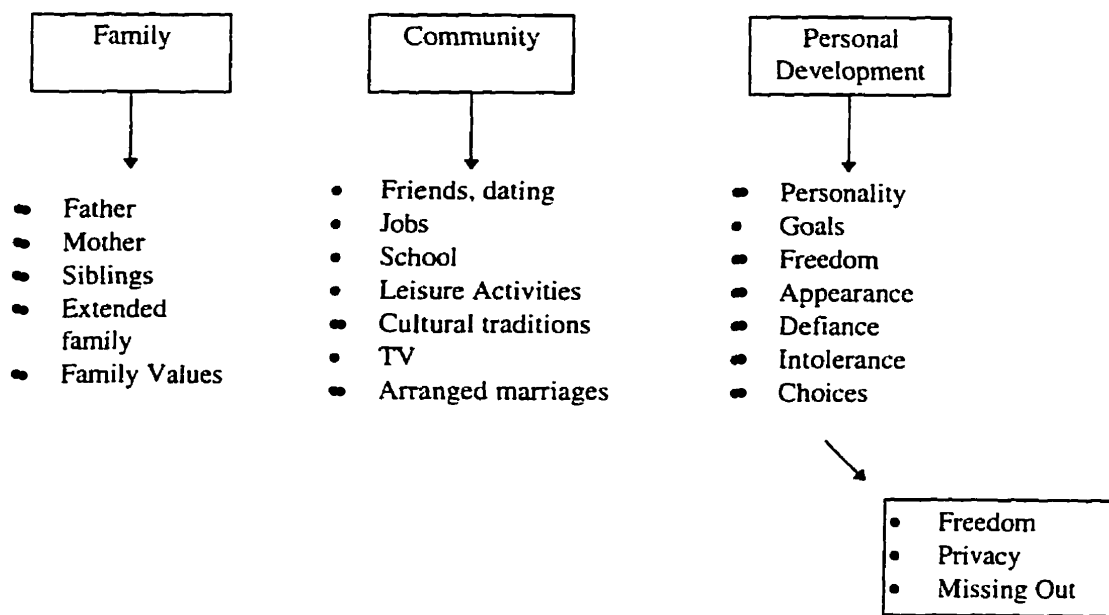 Family
•• Father
•• Mother
•• Siblings
•• Extended
family
•• Family Values
Community
• Friends, dating
• Jobs
• School
• Leisure Activities
•• Cultural traditions
• TV
•• Arranged marriages
Personal
Development
•• Personality
• Goals
•• Freedom
•• Appearance
•• Defiance
•• Intolerance
•• Choices
• Freedom
• Privacy
• Missing Out